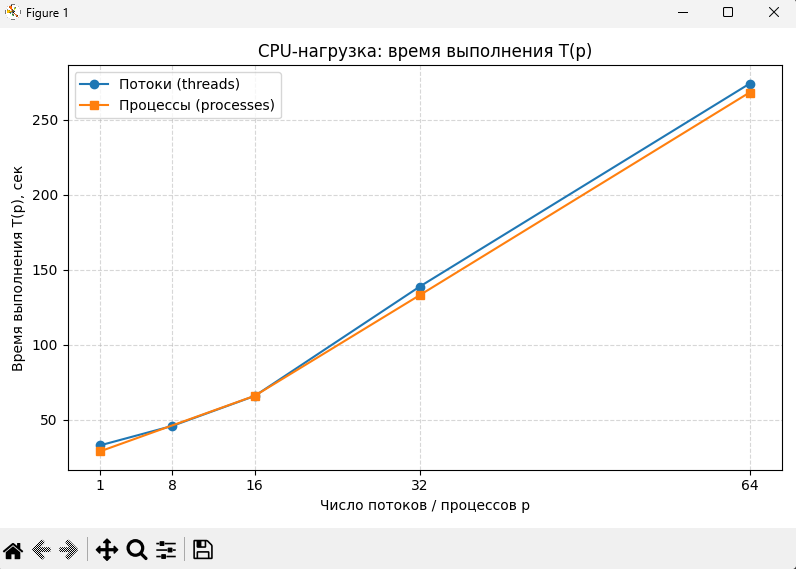 Figure 1
CPU-нагрузка: время выполнения T(p)
Потоки (threads)
Процессы (processes)
Время выполнения T(p), сек
250
200
150
100
50
1 8 16 32 64
Число потоков / процессов p